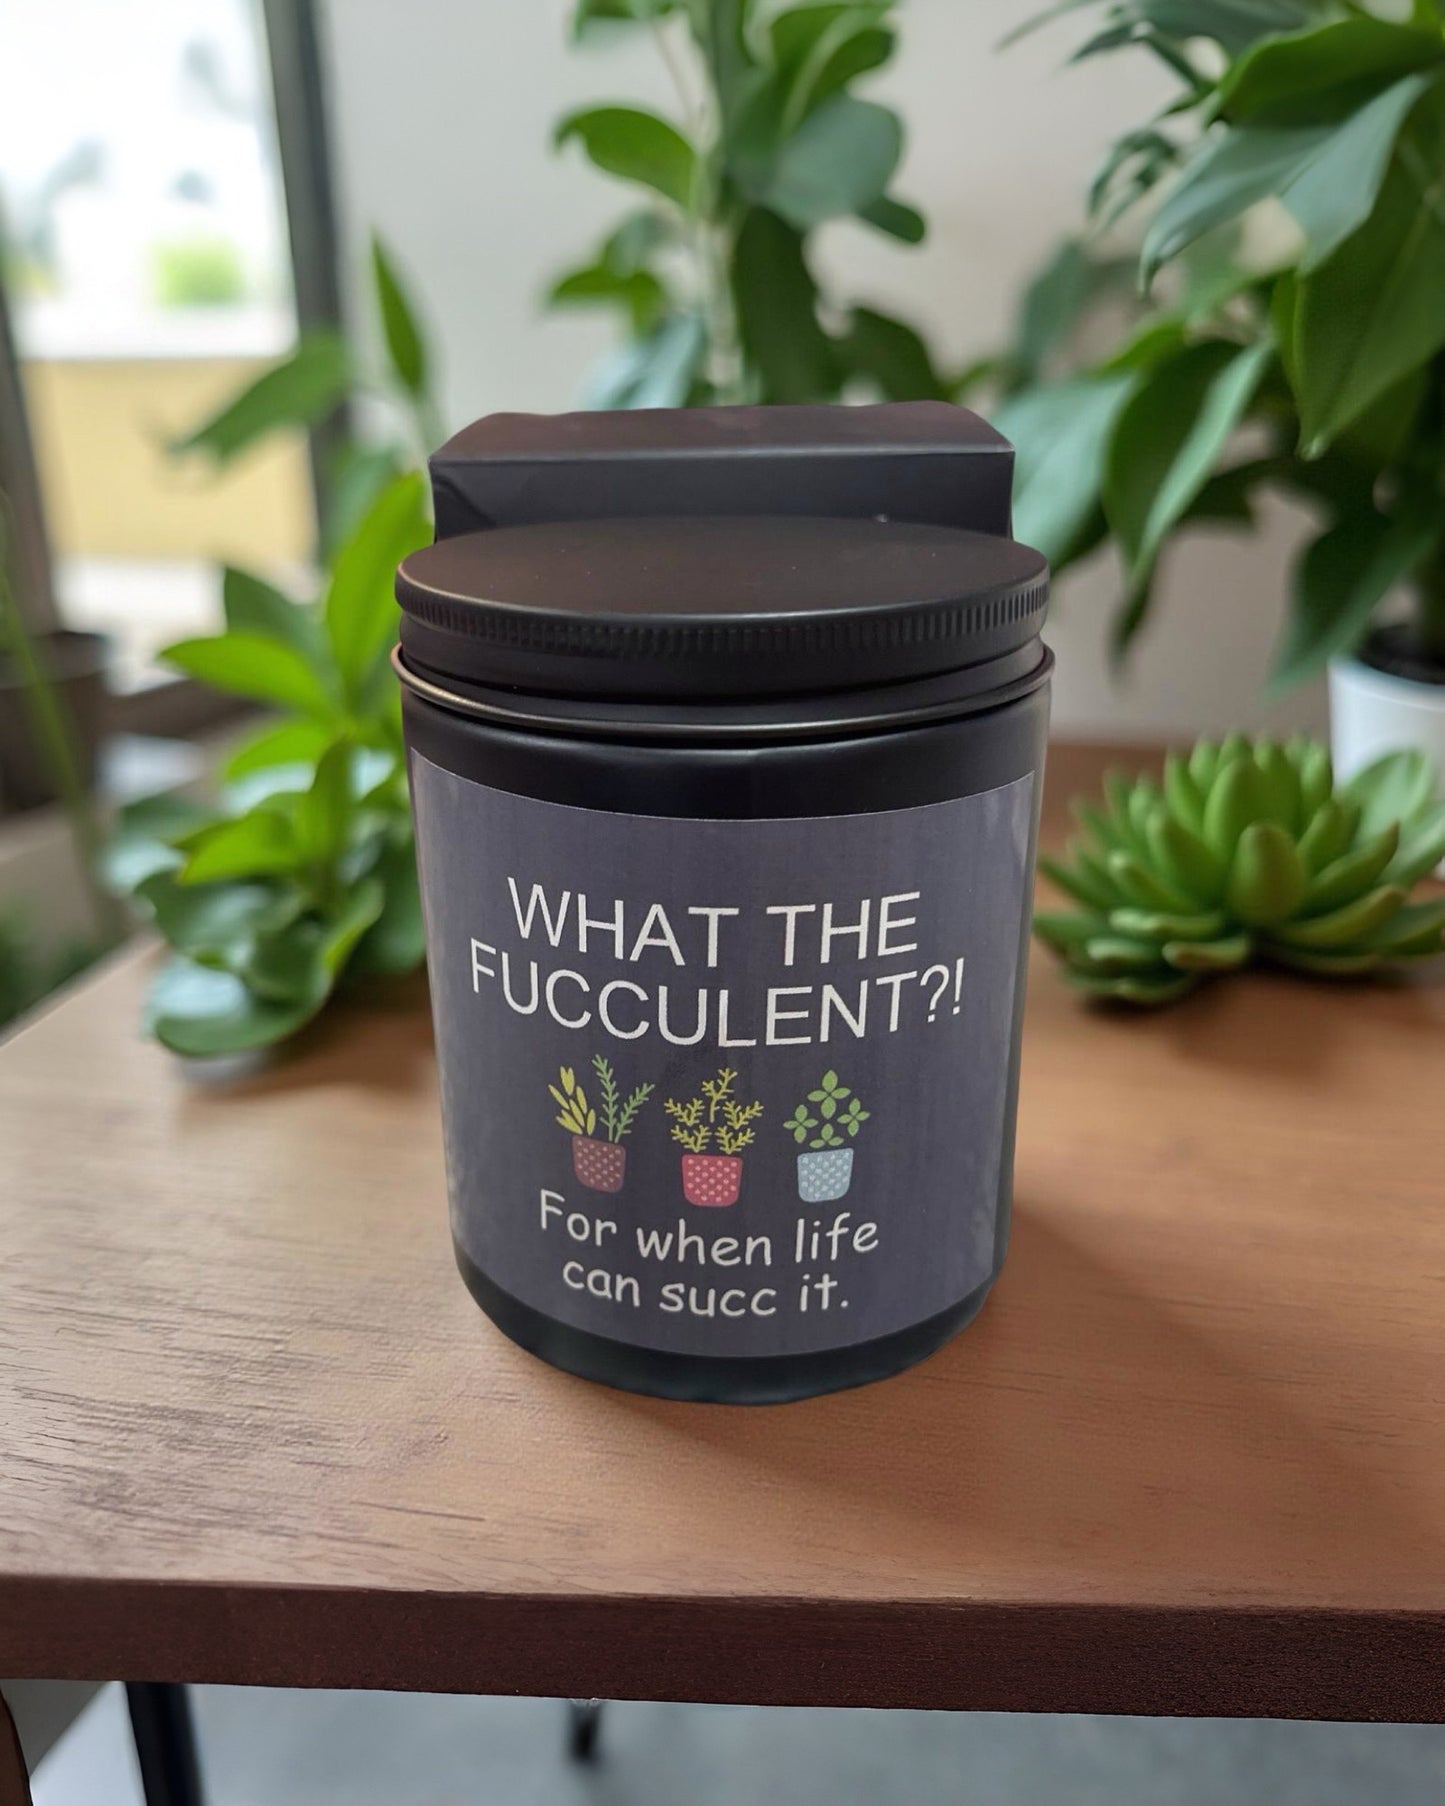 WHAT THE
FUCCULENT?!
For when life
can succ it.